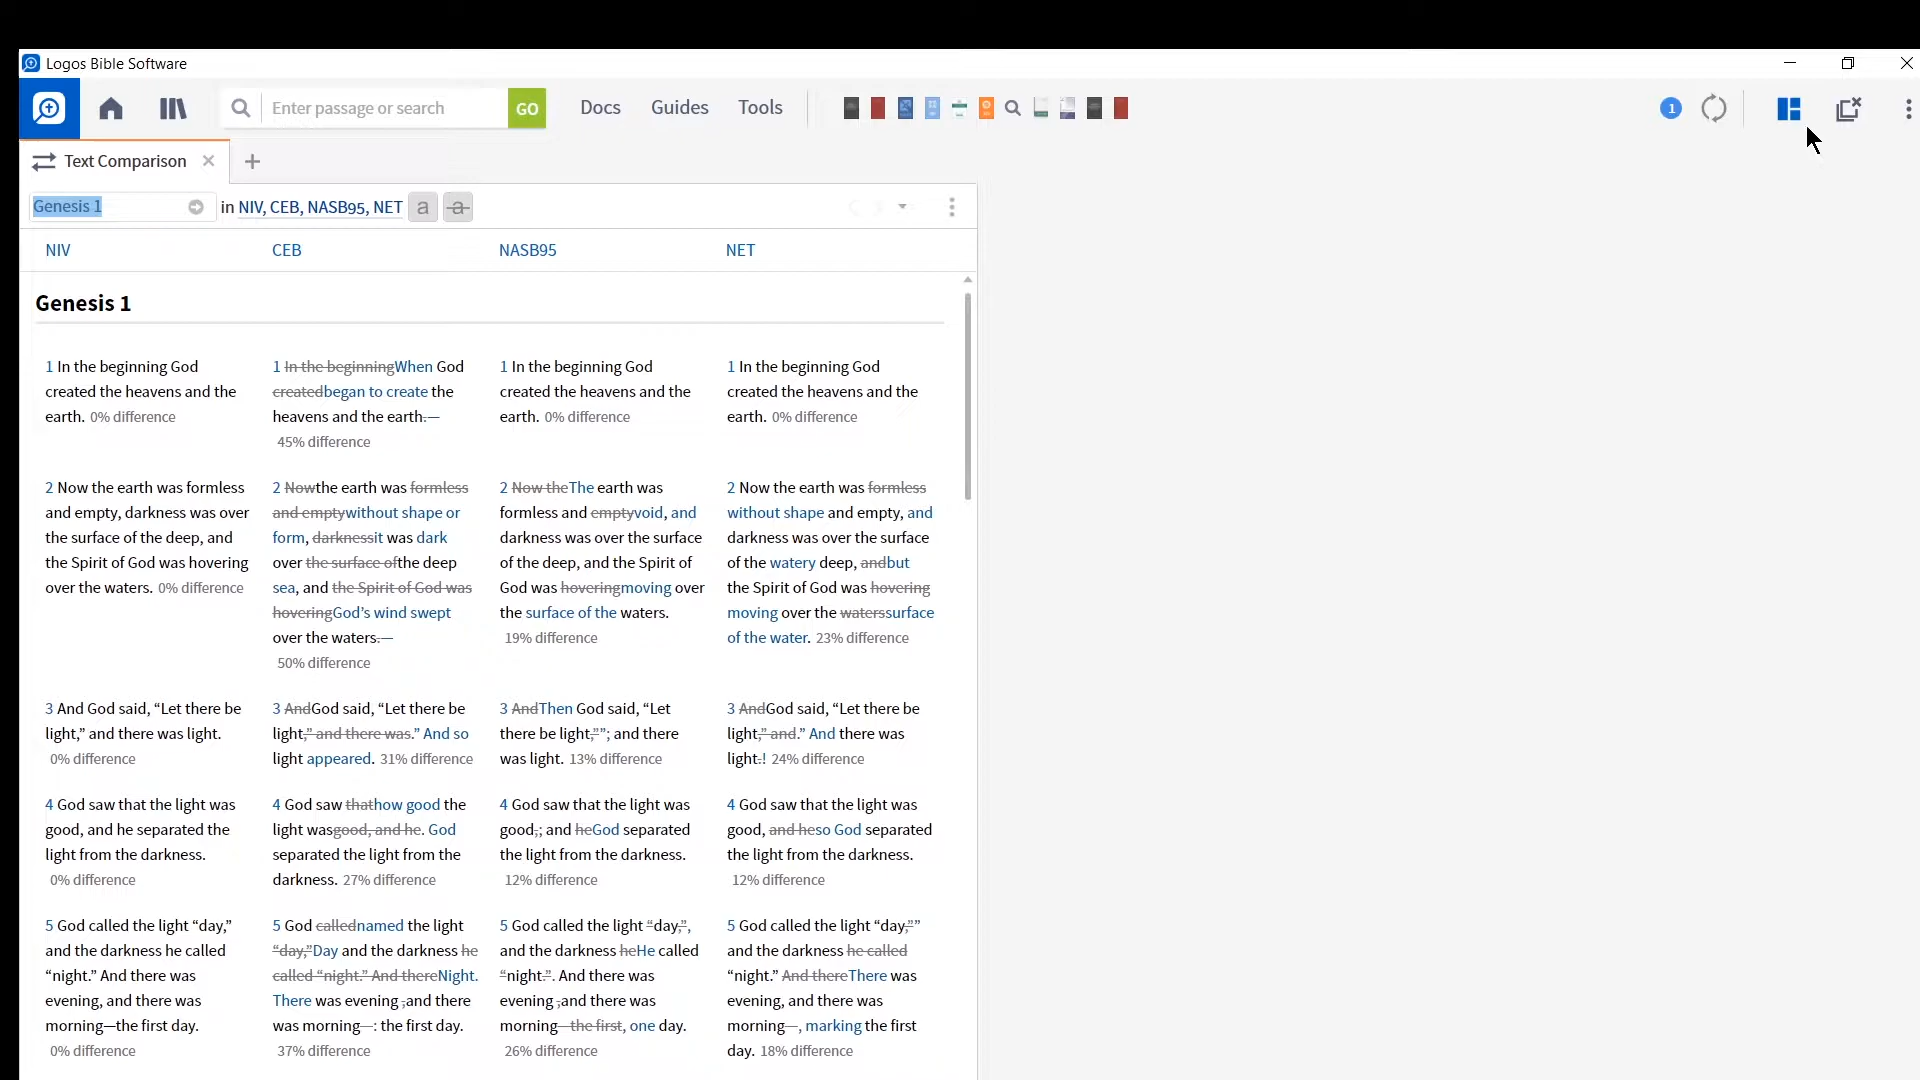 Logos Bible Software
Enter passage or search GO Docs Guides Tools 1
Text Comparison
Genesis 1 in NIV, CEB, NASB95, NET a a
NIV CEB NASB95 NET
Genesis 1
1 In the beginning God
created the heavens and the
earth. 0% difference
1 In the beginningWhen God
createdbegan to create the
heavens and the earth.—
45% difference
1 In the beginning God
created the heavens and the
earth. 0% difference
1 In the beginning God
created the heavens and the
earth. 0% difference
2 Now the earth was formless
and empty, darkness was over
the surface of the deep, and
the Spirit of God was hovering
over the waters. 0% difference
2 Nowthe earth was formless
and emptywithout shape or
form, darknessit was dark
over the surface ofthe deep
sea, and the Spirit of God was
hoveringGod’s wind swept
over the waters.—
50% difference
2 Now theThe earth was
formless and emptyvoid, and
darkness was over the surface
of the deep, and the Spirit of
God was hoveringmoving over
the surface of the waters.
19% difference
2 Now the earth was formless
without shape and empty, and
darkness was over the surface
of the watery deep, andbut
the Spirit of God was hovering
moving over the waterssurface
of the water. 23% difference
3 And God said, “Let there be
light,” and there was light.
0% difference
3 AndGod said, “Let there be
light,” and there was.” And so
light appeared. 31% difference
3 AndThen God said, “Let
there be light,””; and there
was light. 13% difference
3 AndGod said, “Let there be
light,” and.” And there was
light.! 24% difference
4 God saw that the light was
good, and he separated the
light from the darkness.
0% difference
4 God saw thathow good the
light wasgood, and he. God
separated the light from the
darkness. 27% difference
4 God saw that the light was
good,; and heGod separated
the light from the darkness.
12% difference
4 God saw that the light was
good, and heso God separated
the light from the darkness.
12% difference
5 God called the light “day,”
and the darkness he called
“night.” And there was
evening, and there was
morning—the first day.
0% difference
5 God callednamed the light
“day,”Day and the darkness he
called “night.” And thereNight.
There was evening ,and there
was morning—: the first day.
37% difference
5 God called the light “day,”,
and the darkness heHe called
“night.”. And there was
evening ,and there was
morning—the first, one day.
26% difference
5 God called the light “day,””
and the darkness he called
“night.” And thereThere was
evening, and there was
morning—, marking the first
day. 18% difference